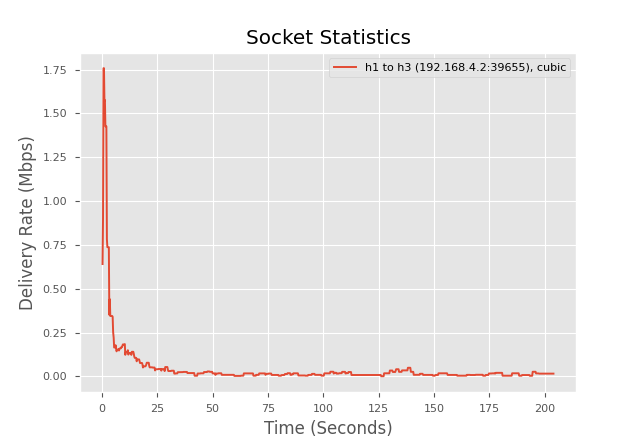 Socket Statistics
h1 to h3 (192.168.4.2:39655), cubic
Delivery Rate (Mbps)
1.75
1.50
1.25
1.00
0.75
0.50
0.25
0.00
0 25 50 75 100 125 150 175 200
Time (Seconds)